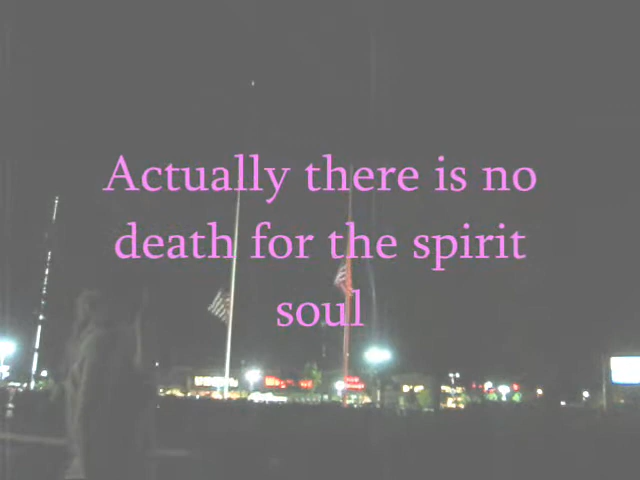 Actually there is no
death for the spirit
soul